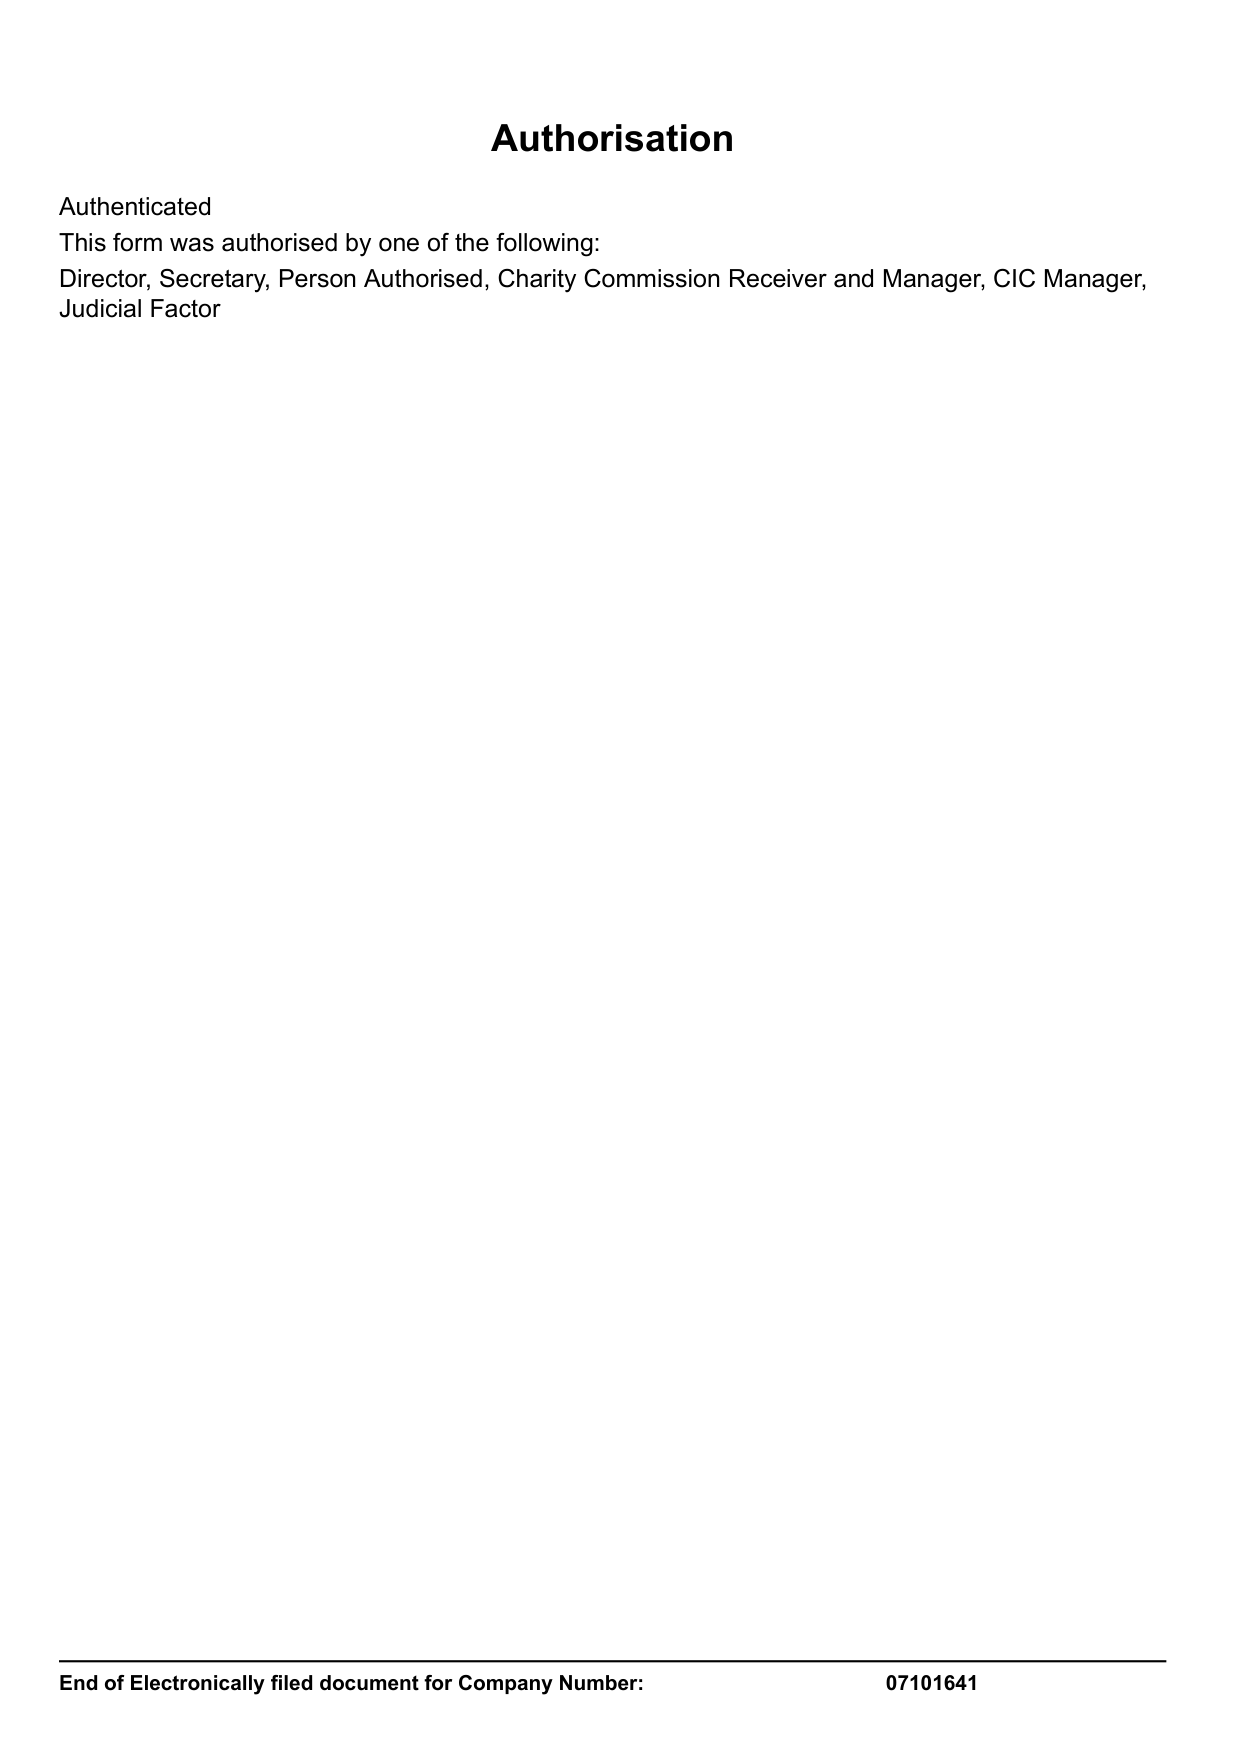 Authorisation
Authenticated
This form was authorised by one of the following:
Director, Secretary, Person Authorised, Charity Commission Receiver and Manager, CIC Manager,
Judicial Factor
End of Electronically filed document for Company Number: 07101641